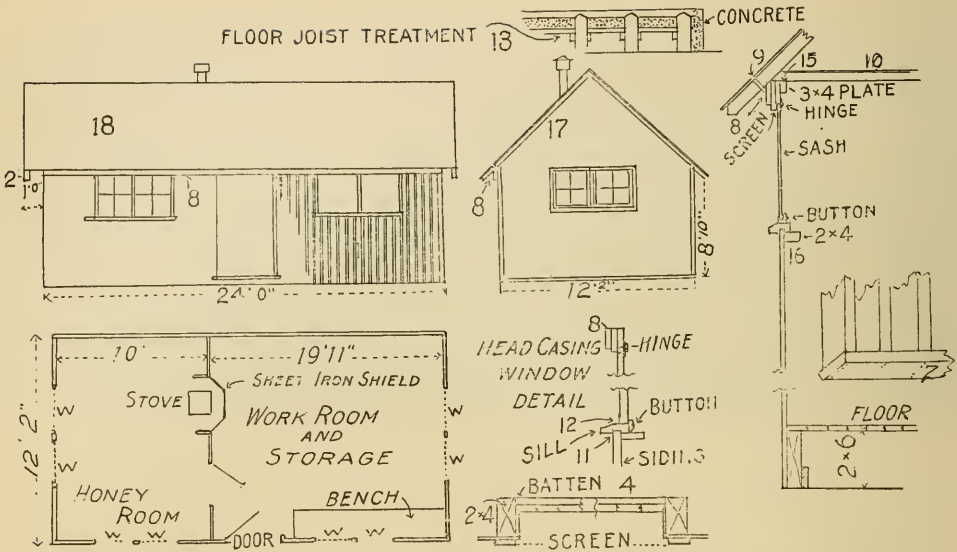 FLOOR JOIST TREATMENT 13
CONCRETE
18
2
1'0"
8
24'0"
17
8
8'10"
12'2"
9
15
10
3×4 PLATE
HINGE
8
SCREEN
SASH
BUTTON
2×4
16
7
FLOOR
2×6
10'
19'11"
12'2"
SHEET IRON SHIELD
STOVE
WORK ROOM
AND
STORAGE
W
W
W
HONEY
ROOM
BENCH
W W
DOOR
W W
8
HEAD CASING
HINGE
WINDOW
DETAIL
12
BUTTON
SILL
11
BATTEN 4
2×4
SCREEN